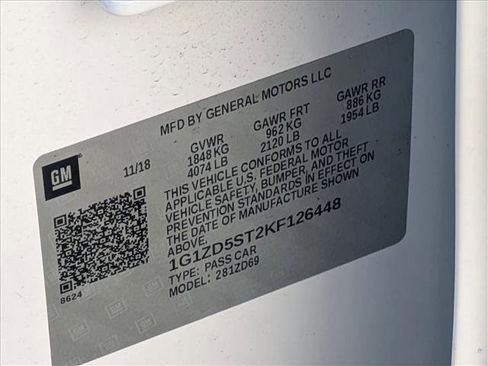 MFD BY GENERAL MOTORS LLC
GM
11/18
GVWR GAWR FRT GAWR RR
1848 KG 962 KG 886 KG
4074 LB 2120 LB 1954 LB
THIS VEHICLE CONFORMS TO ALL
APPLICABLE U.S. FEDERAL MOTOR
VEHICLE SAFETY, BUMPER, AND THEFT
PREVENTION STANDARDS IN EFFECT ON
THE DATE OF MANUFACTURE SHOWN
ABOVE.
1G1ZD5ST2KF126448
TYPE: PASS CAR
MODEL: 281ZD69
8624